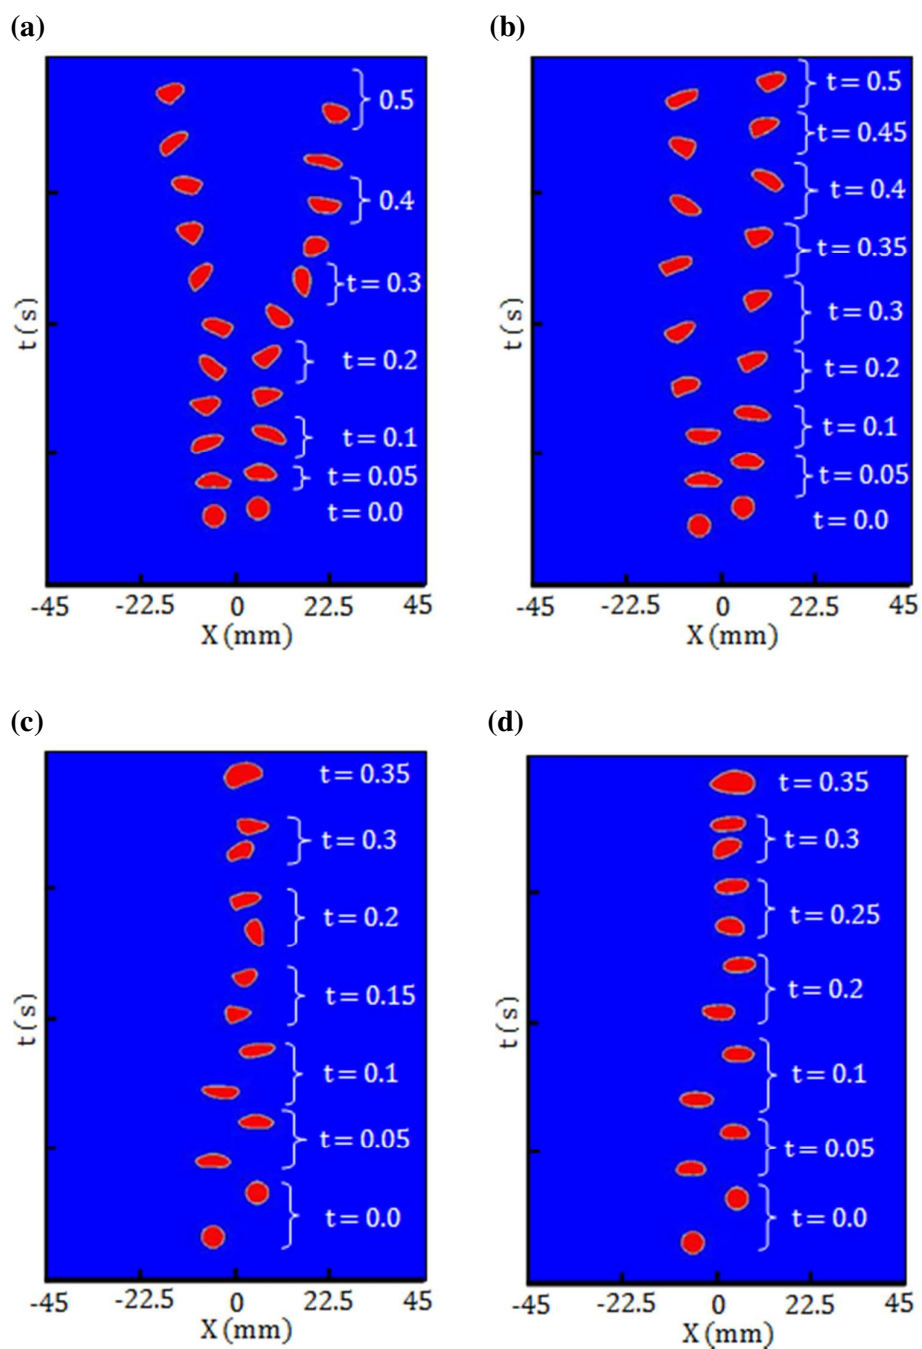 (a)
0.5
0.4
t = 0.3
t = 0.2
t = 0.1
t = 0.05
t = 0.0
t (s)
-45 -22.5 0 22.5 45
X (mm)
(b)
t = 0.5
t = 0.45
t = 0.4
t = 0.35
t = 0.3
t = 0.2
t = 0.1
t = 0.05
t = 0.0
t (s)
-45 -22.5 0 22.5 45
X (mm)
(c)
t = 0.35
t = 0.3
t = 0.2
t = 0.15
t = 0.1
t = 0.05
t = 0.0
t (s)
-45 -22.5 0 22.5 45
X (mm)
(d)
t = 0.35
t = 0.3
t = 0.25
t = 0.2
t = 0.1
t = 0.05
t = 0.0
t (s)
-45 -22.5 0 22.5 45
X (mm)